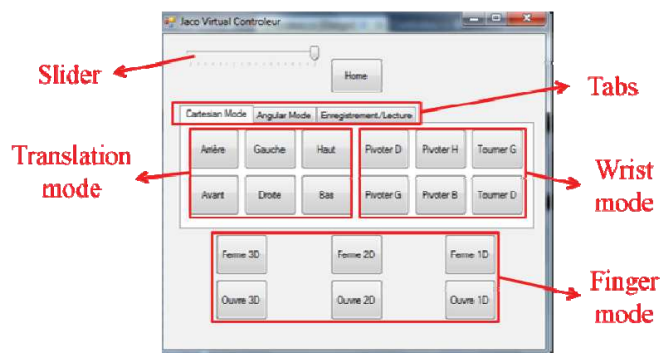 Jaco Virtual Controleur
Slider
Home
Tabs
Cartesian Mode Angular Mode Enregistrement/Lecture
Translation mode
Arrière Gauche Haut Pivoter D Pivoter H Tourner G
Wrist mode
Avant Droite Bas Pivoter G Pivoter B Tourner D
Ferme 3D Ferme 2D Ferme 1D
Finger mode
Ouvre 3D Ouvre 2D Ouvre 1D